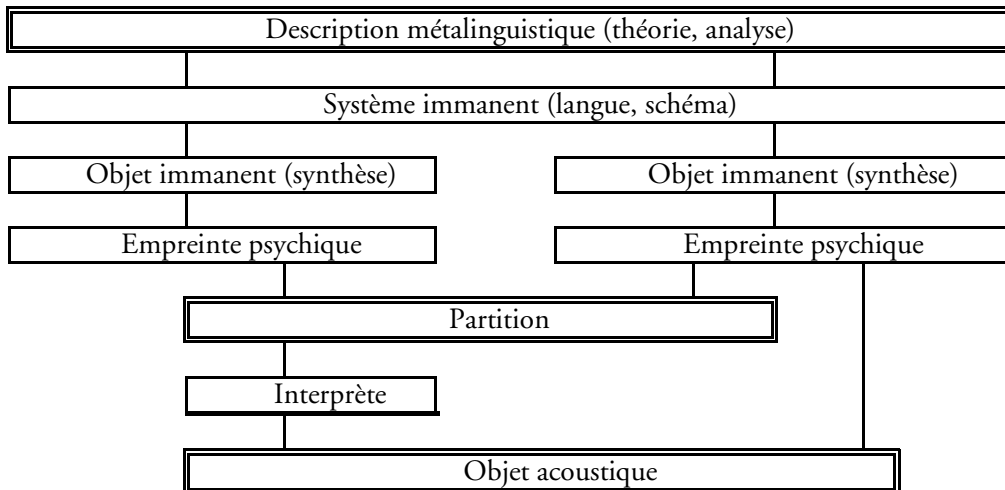 Description métalinguistique (théorie, analyse)
Système immanent (langue, schéma)
Objet immanent (synthèse)
Objet immanent (synthèse)
Empreinte psychique
Empreinte psychique
Partition
Interprète
Objet acoustique